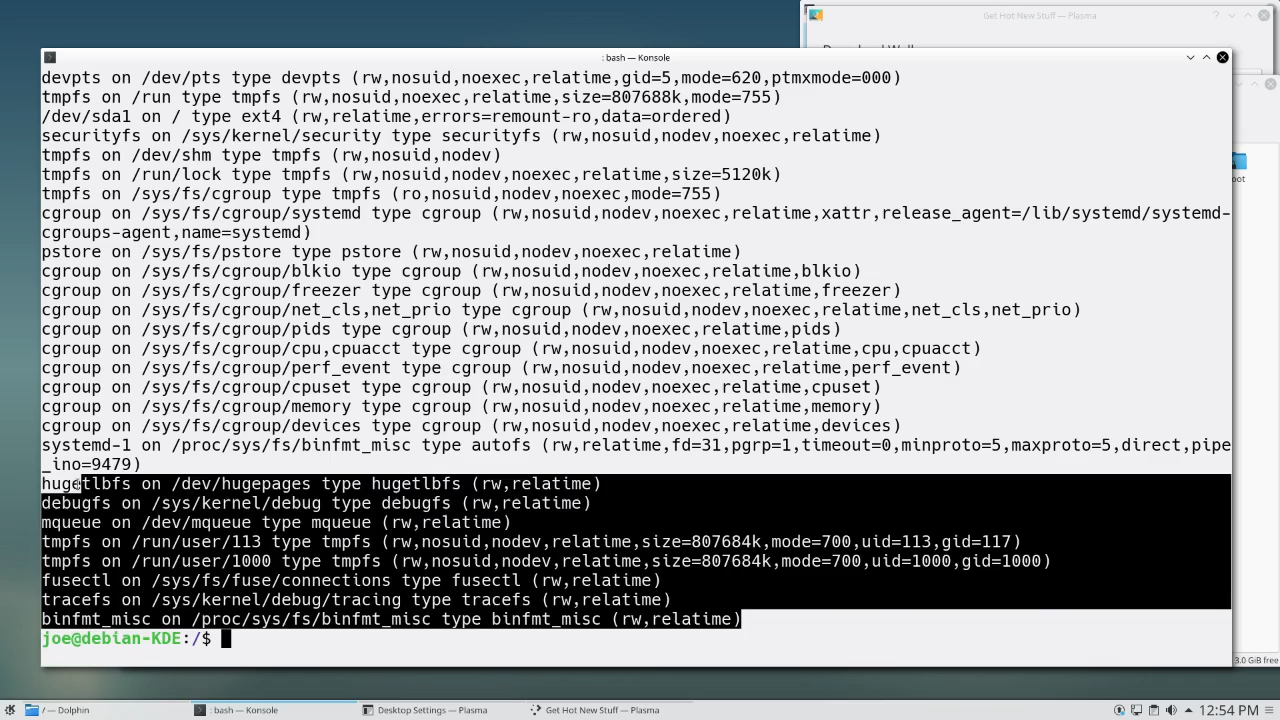 Get Hot New Stuff — Plasma
: bash — Konsole
devpts on /dev/pts type devpts (rw,nosuid,noexec,relatime,gid=5,mode=620,ptmxmode=000)
tmpfs on /run type tmpfs (rw,nosuid,noexec,relatime,size=807688k,mode=755)
/dev/sda1 on / type ext4 (rw,relatime,errors=remount-ro,data=ordered)
securityfs on /sys/kernel/security type securityfs (rw,nosuid,nodev,noexec,relatime)
tmpfs on /dev/shm type tmpfs (rw,nosuid,nodev)
tmpfs on /run/lock type tmpfs (rw,nosuid,nodev,noexec,relatime,size=5120k)
tmpfs on /sys/fs/cgroup type tmpfs (ro,nosuid,nodev,noexec,mode=755)
cgroup on /sys/fs/cgroup/systemd type cgroup (rw,nosuid,nodev,noexec,relatime,xattr,release_agent=/lib/systemd/systemd-
cgroups-agent,name=systemd)
pstore on /sys/fs/pstore type pstore (rw,nosuid,nodev,noexec,relatime)
cgroup on /sys/fs/cgroup/blkio type cgroup (rw,nosuid,nodev,noexec,relatime,blkio)
cgroup on /sys/fs/cgroup/freezer type cgroup (rw,nosuid,nodev,noexec,relatime,freezer)
cgroup on /sys/fs/cgroup/net_cls,net_prio type cgroup (rw,nosuid,nodev,noexec,relatime,net_cls,net_prio)
cgroup on /sys/fs/cgroup/pids type cgroup (rw,nosuid,nodev,noexec,relatime,pids)
cgroup on /sys/fs/cgroup/cpu,cpuacct type cgroup (rw,nosuid,nodev,noexec,relatime,cpu,cpuacct)
cgroup on /sys/fs/cgroup/perf_event type cgroup (rw,nosuid,nodev,noexec,relatime,perf_event)
cgroup on /sys/fs/cgroup/cpuset type cgroup (rw,nosuid,nodev,noexec,relatime,cpuset)
cgroup on /sys/fs/cgroup/memory type cgroup (rw,nosuid,nodev,noexec,relatime,memory)
cgroup on /sys/fs/cgroup/devices type cgroup (rw,nosuid,nodev,noexec,relatime,devices)
systemd-1 on /proc/sys/fs/binfmt_misc type autofs (rw,relatime,fd=31,pgrp=1,timeout=0,minproto=5,maxproto=5,direct,pipe
_ino=9479)
hugetlbfs on /dev/hugepages type hugetlbfs (rw,relatime)
debugfs on /sys/kernel/debug type debugfs (rw,relatime)
mqueue on /dev/mqueue type mqueue (rw,relatime)
tmpfs on /run/user/113 type tmpfs (rw,nosuid,nodev,relatime,size=807684k,mode=700,uid=113,gid=117)
tmpfs on /run/user/1000 type tmpfs (rw,nosuid,nodev,relatime,size=807684k,mode=700,uid=1000,gid=1000)
fusectl on /sys/fs/fuse/connections type fusectl (rw,relatime)
tracefs on /sys/kernel/debug/tracing type tracefs (rw,relatime)
binfmt_misc on /proc/sys/fs/binfmt_misc type binfmt_misc (rw,relatime)
joe@debian-KDE:/$
oot
3.0 GiB free
/ — Dolphin
: bash — Konsole
Desktop Settings — Plasma
Get Hot New Stuff — Plasma
12:54 PM